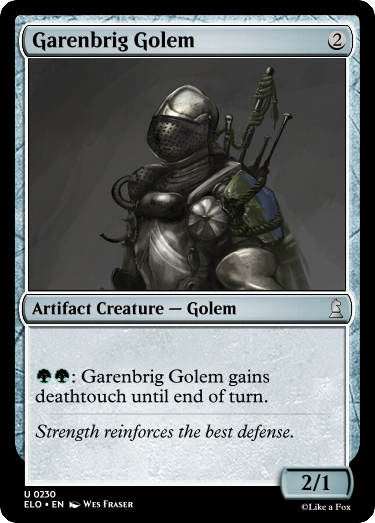 Garenbrig Golem 2
Artifact Creature — Golem
: Garenbrig Golem gains
deathtouch until end of turn.
Strength reinforces the best defense.
2/1
U 0230
ELO • EN Wes Fraser
©Like a Fox